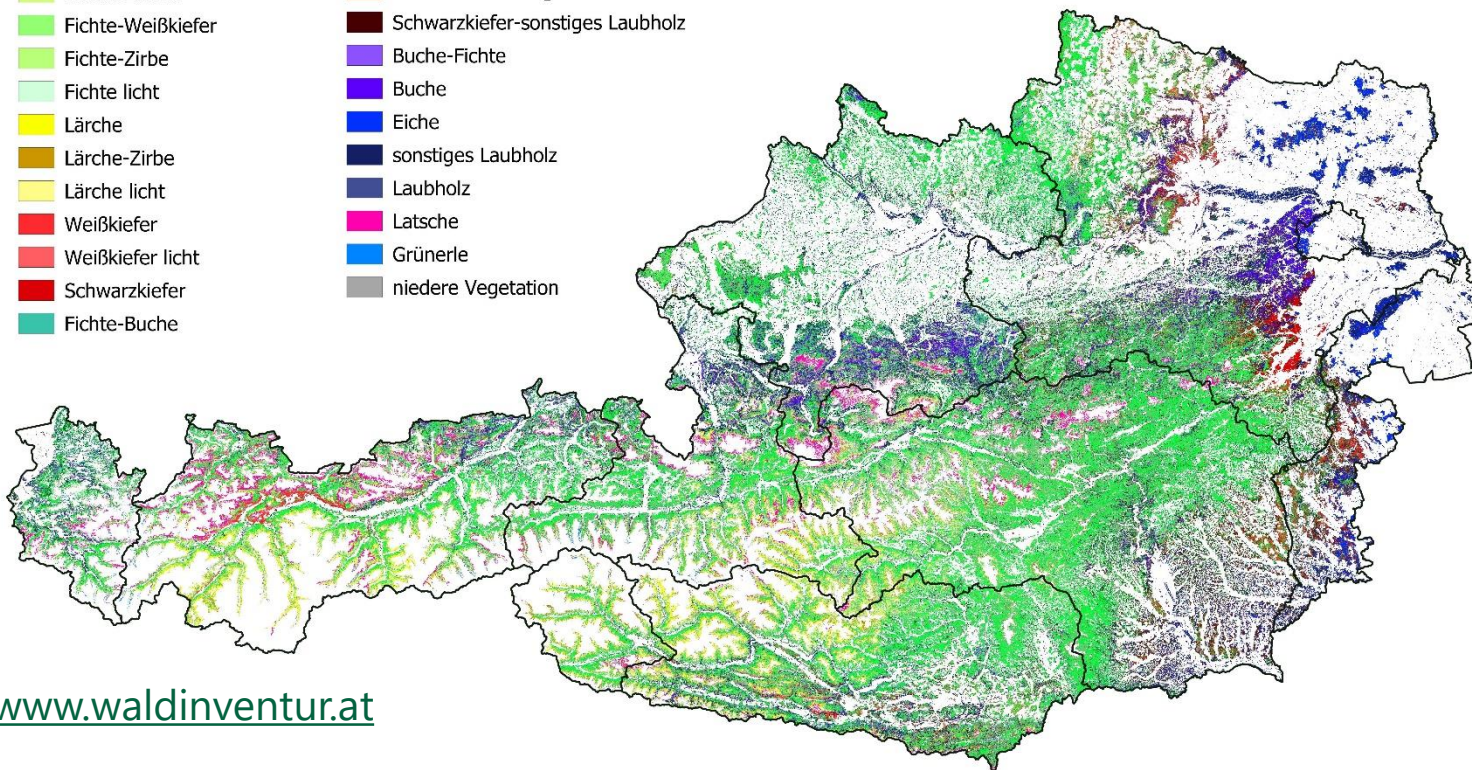 Fichte-Weißkiefer
Fichte-Zirbe
Fichte licht
Lärche
Lärche-Zirbe
Lärche licht
Weißkiefer
Weißkiefer licht
Schwarzkiefer
Fichte-Buche
Schwarzkiefer-sonstiges Laubholz
Buche-Fichte
Buche
Eiche
sonstiges Laubholz
Laubholz
Latsche
Grünerle
niedere Vegetation
www.waldinventur.at